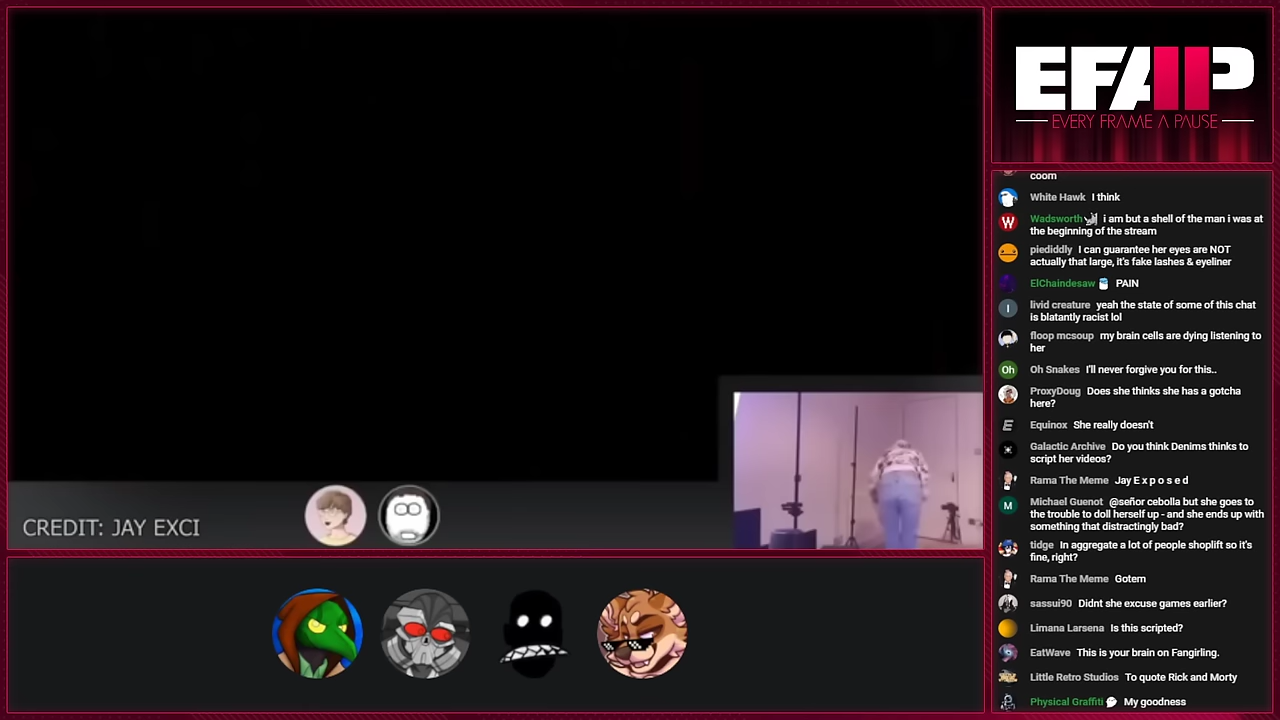 EFAP
EVERY FRAME A PAUSE
coom
White Hawk I think
Wadsworth i am but a shell of the man i was at
the beginning of the stream
piediddly I can guarantee her eyes are NOT
actually that large, it's fake lashes & eyeliner
ElChaindesaw PAIN
livid creature yeah the state of some of this chat
is blatantly racist lol
floop mcsoup my brain cells are dying listening to
her
Oh Snakes I'll never forgive you for this..
ProxyDoug Does she thinks she has a gotcha
here?
Equinox She really doesn't
Galactic Archive Do you think Denims thinks to
script her videos?
Rama The Meme Jay E x p o s e d
Michael Guenot @señor cebolla but she goes to
the trouble to doll herself up - and she ends up with
something that distractingly bad?
tidge In aggregate a lot of people shoplift so it's
fine, right?
Rama The Meme Gotem
sassui90 Didnt she excuse games earlier?
Limana Larsena Is this scripted?
EatWave This is your brain on Fangirling.
Little Retro Studios To quote Rick and Morty
Physical Graffiti My goodness
CREDIT: JAY EXCI
W
I
Oh
E
M